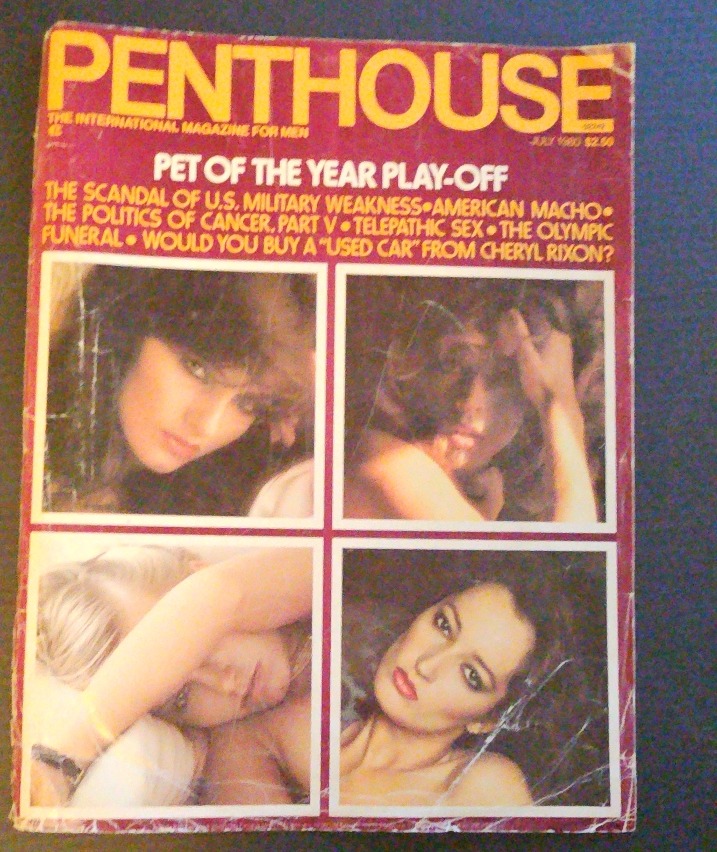 PENTHOUSE
THE INTERNATIONAL MAGAZINE FOR MEN
JULY 1980 $2.50
PET OF THE YEAR PLAY-OFF
THE SCANDAL OF U.S. MILITARY WEAKNESS•AMERICAN MACHO•
THE POLITICS OF CANCER, PART V•TELEPATHIC SEX•THE OLYMPIC
FUNERAL• WOULD YOU BUY A "USED CAR" FROM CHERYL RIXON?